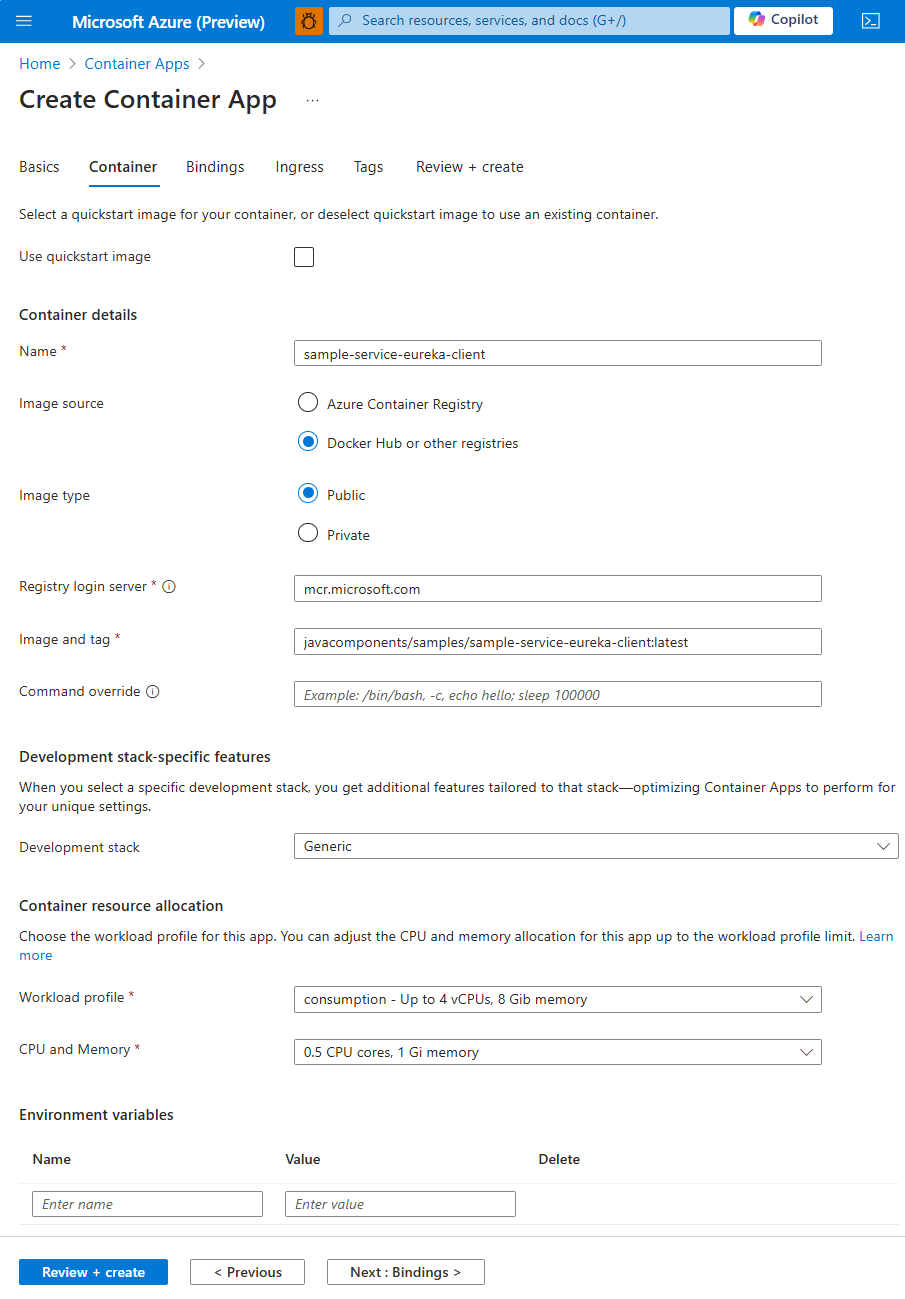 Microsoft Azure (Preview)
Search resources, services, and docs (G+/)
Copilot
Home > Container Apps >
Create Container App ...
Basics Container Bindings Ingress Tags Review + create
Select a quickstart image for your container, or deselect quickstart image to use an existing container.
Use quickstart image
Container details
Name *
sample-service-eureka-client
Image source
Azure Container Registry
Docker Hub or other registries
Image type
Public
Private
Registry login server *
mcr.microsoft.com
Image and tag *
javacomponents/samples/sample-service-eureka-client:latest
Command override
Example: /bin/bash, -c, echo hello; sleep 100000
Development stack-specific features
When you select a specific development stack, you get additional features tailored to that stack—optimizing Container Apps to perform for
your unique settings.
Development stack
Generic
Container resource allocation
Choose the workload profile for this app. You can adjust the CPU and memory allocation for this app up to the workload profile limit. Learn
more
Workload profile *
consumption - Up to 4 vCPUs, 8 Gib memory
CPU and Memory *
0.5 CPU cores, 1 Gi memory
Environment variables
Name Value Delete
Enter name Enter value
Review + create < Previous Next : Bindings >